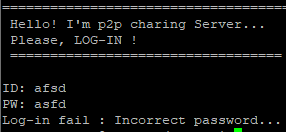 ======================================
Hello! I'm p2p charing Server...
Please, LOG-IN !
=====================================
ID: afsd
PW: asfd
Log-in fail : Incorrect password...